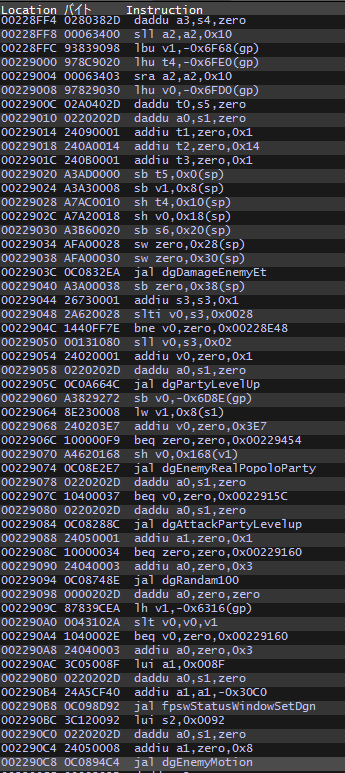 Location バイト Instruction
00228FF4 0280382D daddu a3,s4,zero
00228FF8 00063400 sll a2,a2,0x10
00228FFC 93839098 lbu v1,-0x6F68(gp)
00229000 978C9020 lhu t4,-0x6FE0(gp)
00229004 00063403 sra a2,a2,0x10
00229008 97829030 lhu v0,-0x6FD0(gp)
0022900C 02A0402D daddu t0,s5,zero
00229010 0220202D daddu a0,s1,zero
00229014 24090001 addiu t1,zero,0x1
00229018 240A0014 addiu t2,zero,0x14
0022901C 240B0001 addiu t3,zero,0x1
00229020 A3AD0000 sb t5,0x0(sp)
00229024 A3A30008 sb v1,0x8(sp)
00229028 A7AC0010 sh t4,0x10(sp)
0022902C A7A20018 sh v0,0x18(sp)
00229030 A3B60020 sb s6,0x20(sp)
00229034 AFA00028 sw zero,0x28(sp)
00229038 AFA00030 sw zero,0x30(sp)
0022903C 0C0832EA jal dgDamageEnemyEt
00229040 A3A00038 sb zero,0x38(sp)
00229044 26730001 addiu s3,s3,0x1
00229048 2A620028 slti v0,s3,0x0028
0022904C 1440FF7E bne v0,zero,0x00228E48
00229050 00131080 sll v0,s3,0x02
00229054 24020001 addiu v0,zero,0x1
00229058 0220202D daddu a0,s1,zero
0022905C 0C0A664C jal dgPartyLevelUp
00229060 A3829272 sb v0,-0x6D8E(gp)
00229064 8E230008 lw v1,0x8(s1)
00229068 240203E7 addiu v0,zero,0x3E7
0022906C 100000F9 beq zero,zero,0x00229454
00229070 A4620168 sh v0,0x168(v1)
00229074 0C08E2E7 jal dgEnemyRealPopoloParty
00229078 0220202D daddu a0,s1,zero
0022907C 10400037 beq v0,zero,0x0022915C
00229080 0220202D daddu a0,s1,zero
00229084 0C08288C jal dgAttackPartyLevelup
00229088 24050001 addiu a1,zero,0x1
0022908C 10000034 beq zero,zero,0x00229160
00229090 24040003 addiu a0,zero,0x3
00229094 0C08748E jal dgRandam100
00229098 0000202D daddu a0,zero,zero
0022909C 87839CEA lh v1,-0x6316(gp)
002290A0 0043102A slt v0,v0,v1
002290A4 1040002E beq v0,zero,0x00229160
002290A8 24040003 addiu a0,zero,0x3
002290AC 3C05008F lui a1,0x008F
002290B0 0220202D daddu a0,s1,zero
002290B4 24A5CF40 addiu a1,a1,-0x30C0
002290B8 0C098D92 jal fpswStatusWindowSetDgn
002290BC 3C120092 lui s2,0x0092
002290C0 0220202D daddu a0,s1,zero
002290C4 24050008 addiu a1,zero,0x8
002290C8 0C0894C4 jal dgEnemyMotion